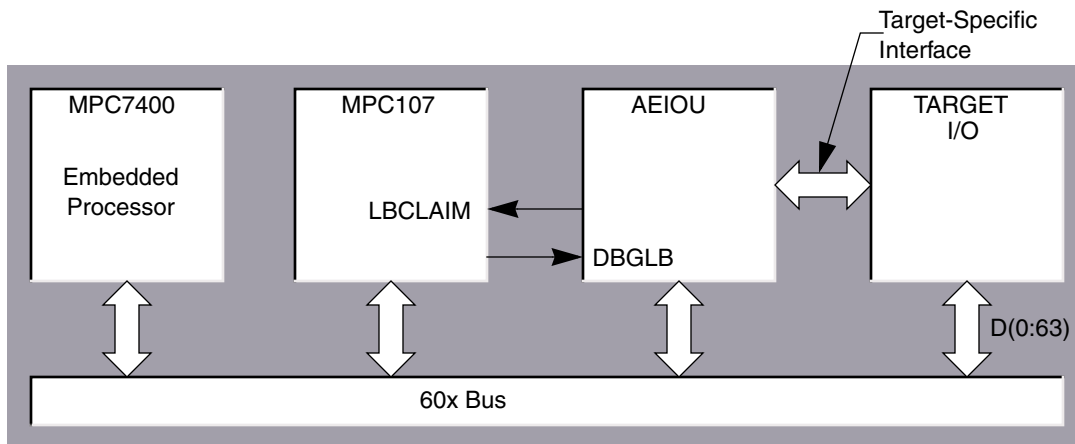 Target-Specific
Interface
MPC7400
Embedded
Processor
MPC107
LBCLAIM
AEIOU
DBGLB
TARGET
I/O
D(0:63)
60x Bus